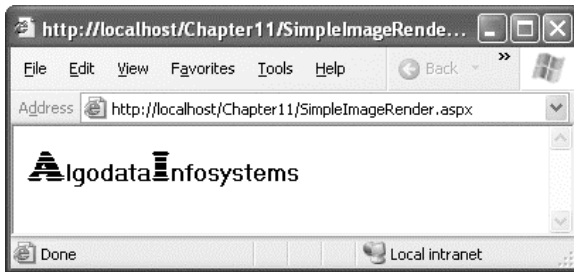 http://localhost/Chapter11/SimpleImageRende...
File Edit View Favorites Tools Help Back »
Address http://localhost/Chapter11/SimpleImageRender.aspx
AlgodataInfosystems
Done Local intranet